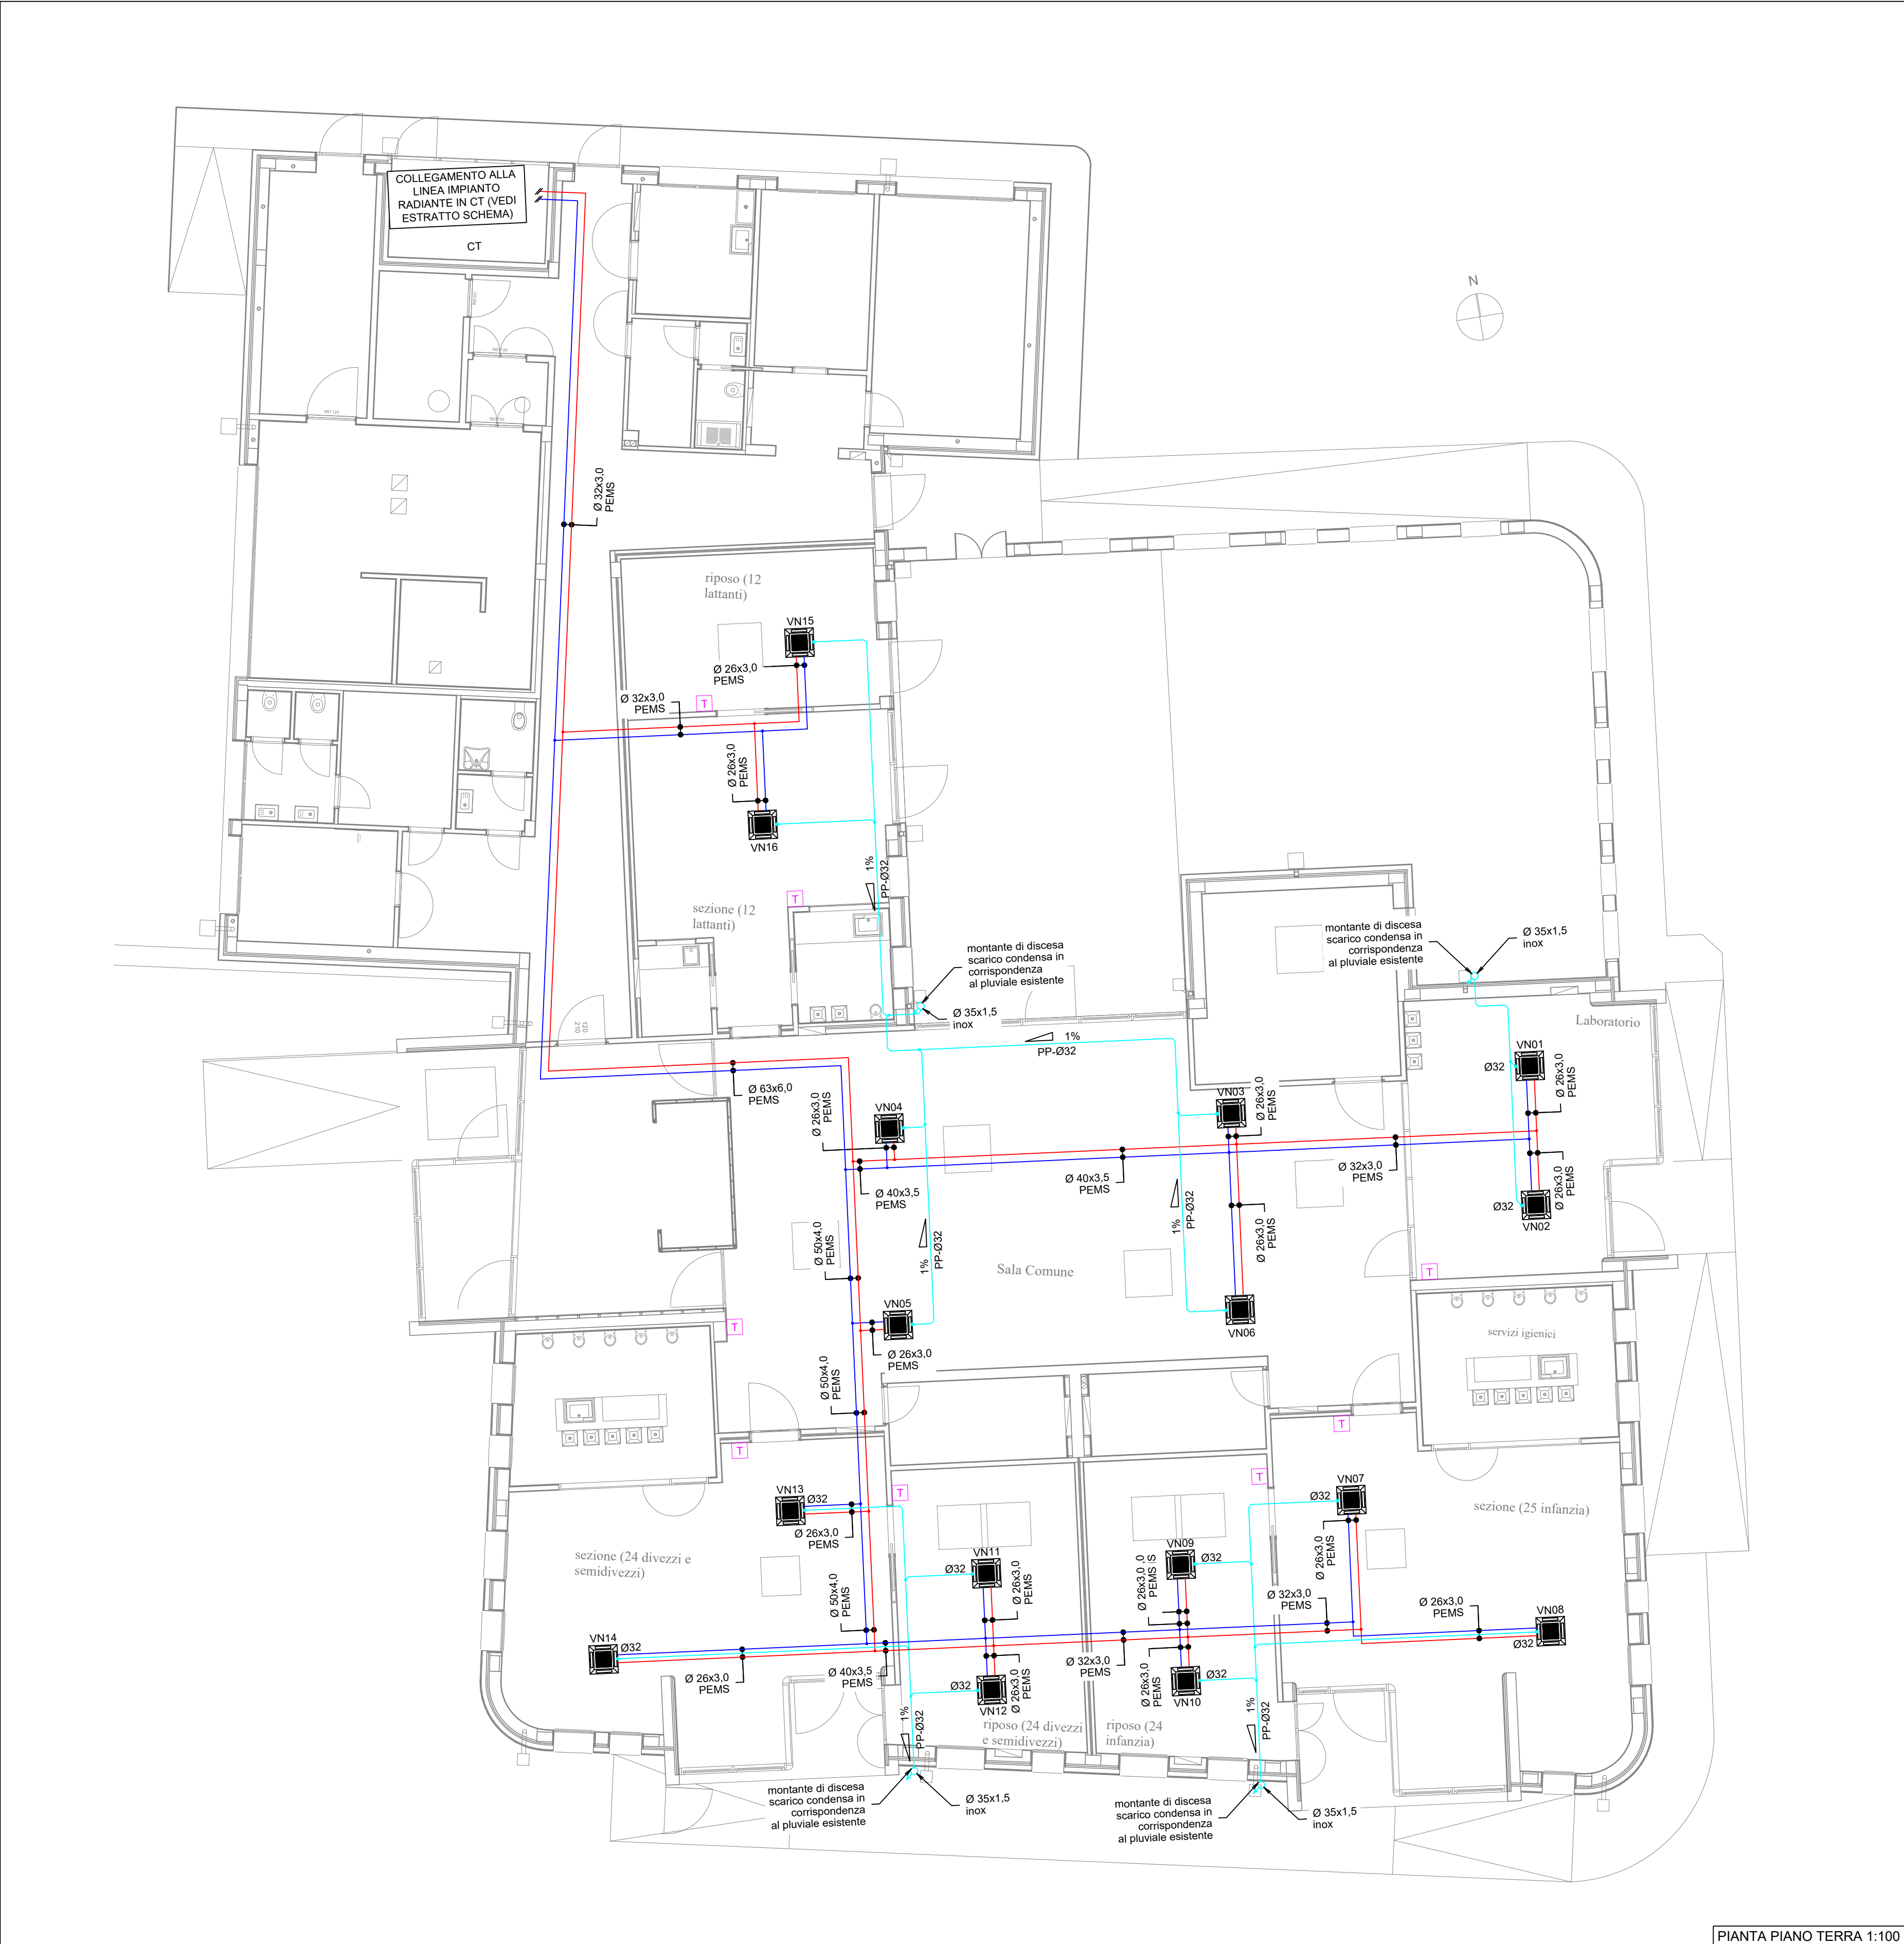 COLLEGAMENTO ALLA
LINEA IMPIANTO
RADIANTE IN CT (VEDI
ESTRATTO SCHEMA)
CT
N
REI 120
REI 120
REI 120
Ø 32x3,0
PEMS
riposo (12
lattanti)
VN15
Ø 26x3,0
PEMS
Ø 32x3,0
PEMS
T
Ø 26x3,0
PEMS
VN16
1%
PP-Ø32
T
sezione (12
lattanti)
montante di discesa
scarico condensa in
corrispondenza
al pluviale esistente
Ø 35x1,5
inox
montante di discesa
scarico condensa in
corrispondenza
al pluviale esistente
Ø 35x1,5
inox
120
210
1%
PP-Ø32
Laboratorio
VN01
Ø32
Ø 26x3,0
PEMS
Ø 63x6,0
PEMS
Ø 26x3,0
PEMS
VN04
VN03
Ø 26x3,0
PEMS
Ø 40x3,5
PEMS
Ø 40x3,5
PEMS
Ø 32x3,0
PEMS
Ø 26x3,0
PEMS
Ø32
VN02
1%
PP-Ø32
Ø 26x3,0
PEMS
Ø 50x4,0
PEMS
1%
PP-Ø32
Sala Comune
T
VN05
VN06
T
Ø 26x3,0
PEMS
servizi igienici
Ø 50x4,0
PEMS
T
T
T
T
T
VN13
Ø32
Ø 26x3,0
PEMS
VN07
Ø32
sezione (25 infanzia)
sezione (24 divezzi e
semidivezzi)
VN11
Ø32
Ø 26x3,0
PEMS
VN09
Ø32
Ø 26x3,0
PEMS
Ø 26x3,0
PEMS
Ø 50x4,0
PEMS
Ø 32x3,0
PEMS
Ø 26x3,0
PEMS
VN08
Ø32
VN14
Ø32
Ø 26x3,0
PEMS
Ø 40x3,5
PEMS
Ø32
VN12
Ø 26x3,0
PEMS
Ø 32x3,0
PEMS
Ø 26x3,0
PEMS
Ø32
VN10
1%
PP-Ø32
riposo (24 divezzi
e semidivezzi)
riposo (24
infanzia)
1%
PP-Ø32
montante di discesa
scarico condensa in
corrispondenza
al pluviale esistente
Ø 35x1,5
inox
montante di discesa
scarico condensa in
corrispondenza
al pluviale esistente
Ø 35x1,5
inox
PIANTA PIANO TERRA 1:100